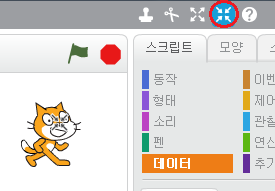 스크립트 모양
동작 이벤
형태 제어
소리 관찰
펜 연산
데이터 추가